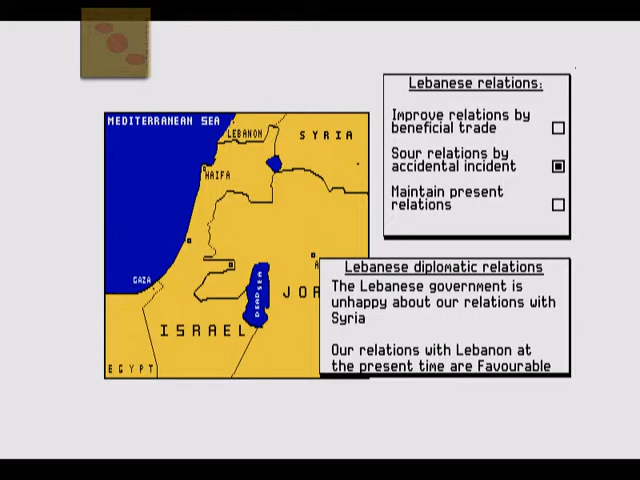 Lebanese relations:
Improve relations by
beneficial trade
Sour relations by
accidental incident
Maintain present
relations
MEDITERRANEAN SEA
LEBANON
SYRIA
HAIFA
GAZA
DEAD SEA
ISRAEL
EGYPT
Lebanese diplomatic relations
The Lebanese government is
unhappy about our relations with
Syria
Our relations with Lebanon at
the present time are Favourable